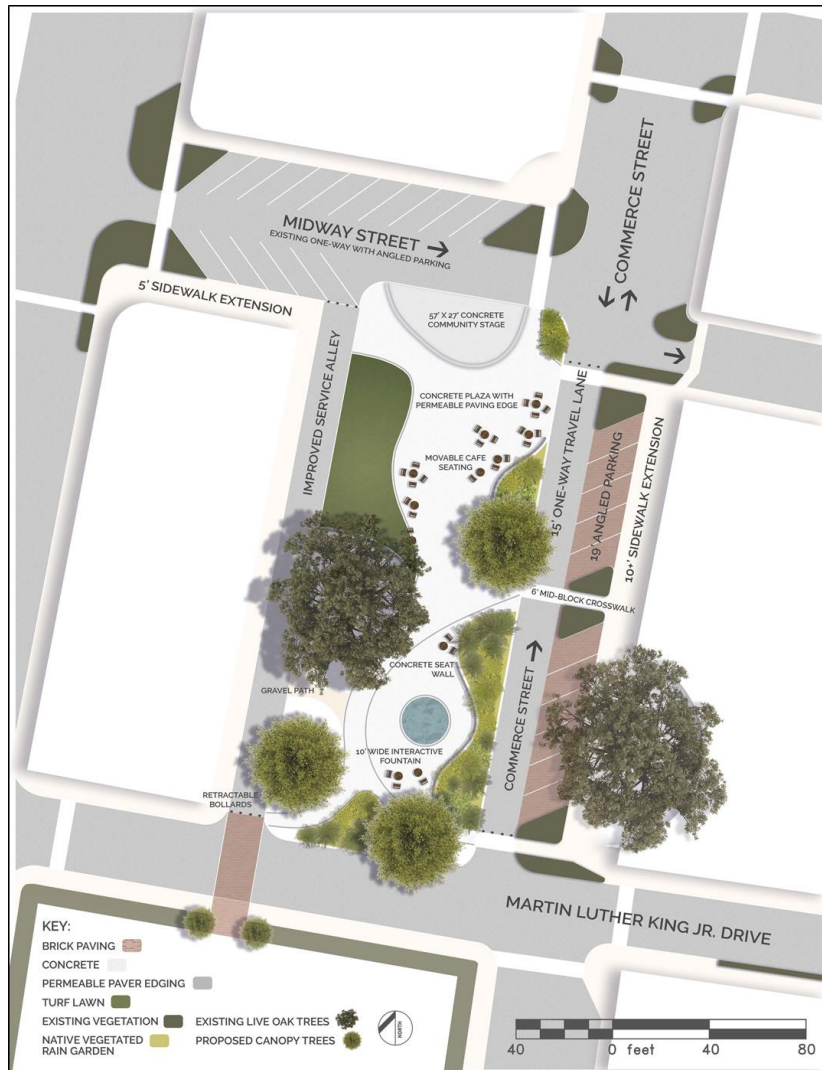 COMMERCE STREET
MIDWAY STREET
EXISTING ONE-WAY WITH ANGLED PARKING
5' SIDEWALK EXTENSION
57' X 27' CONCRETE
COMMUNITY STAGE
IMPROVED SERVICE ALLEY
CONCRETE PLAZA WITH
PERMEABLE PAVING EDGE
MOVABLE CAFE
SEATING
15' ONE-WAY TRAVEL LANE
19' ANGLED PARKING
10+' SIDEWALK EXTENSION
6' MID-BLOCK CROSSWALK
CONCRETE SEAT
WALL
GRAVEL PATH
COMMERCE STREET
10' WIDE INTERACTIVE
FOUNTAIN
RETRACTABLE
BOLLARDS
MARTIN LUTHER KING JR. DRIVE
KEY:
BRICK PAVING
CONCRETE
PERMEABLE PAVER EDGING
TURF LAWN
EXISTING VEGETATION
NATIVE VEGETATED
RAIN GARDEN
EXISTING LIVE OAK TREES
PROPOSED CANOPY TREES
NORTH
40 0 feet 40 80